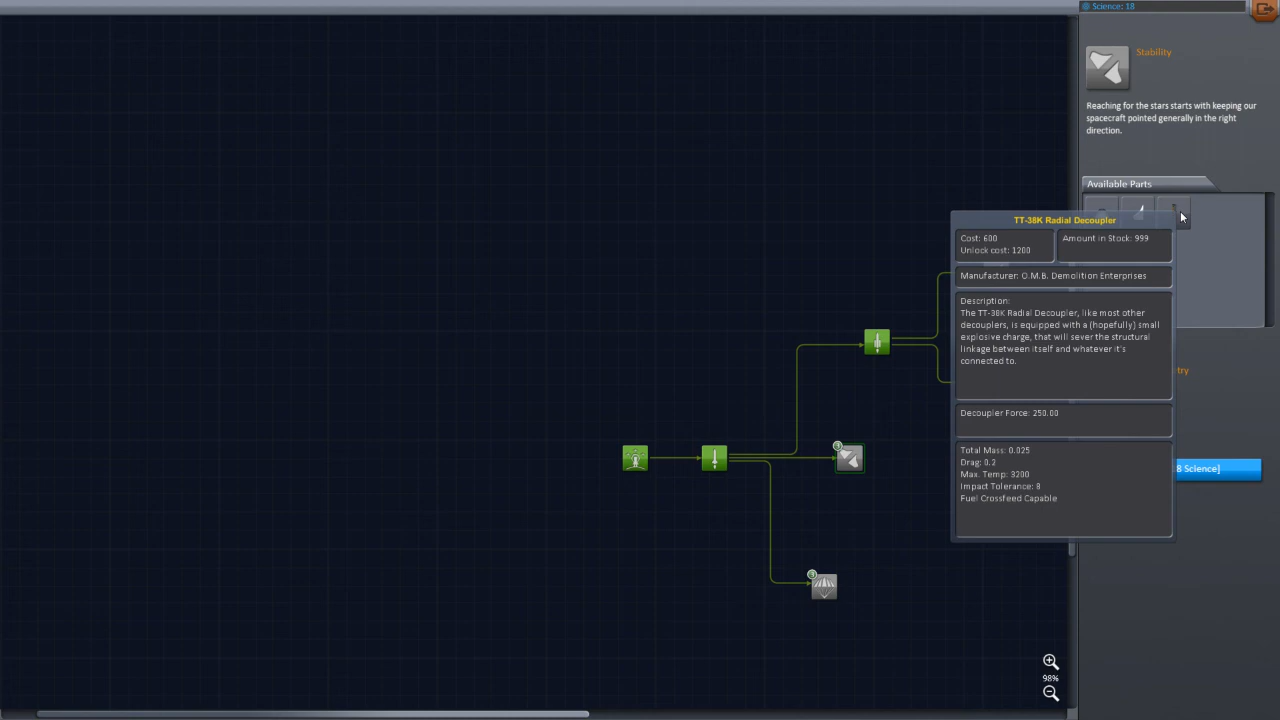 Science: 18
Stability
Reaching for the stars starts with keeping our
spacecraft pointed generally in the right
direction.
Available Parts
TT-38K Radial Decoupler
Cost: 600
Unlock cost: 1200
Amount in Stock: 999
Manufacturer: O.M.B. Demolition Enterprises
Description:
The TT-38K Radial Decoupler, like most other
decouplers, is equipped with a (hopefully) small
explosive charge, that will sever the structural
linkage between itself and whatever it's
connected to.
Decoupler Force: 250.00
Total Mass: 0.025
Drag: 0.2
Max. Temp: 3200
Impact Tolerance: 8
Fuel Crossfeed Capable
try
8 Science]
98%